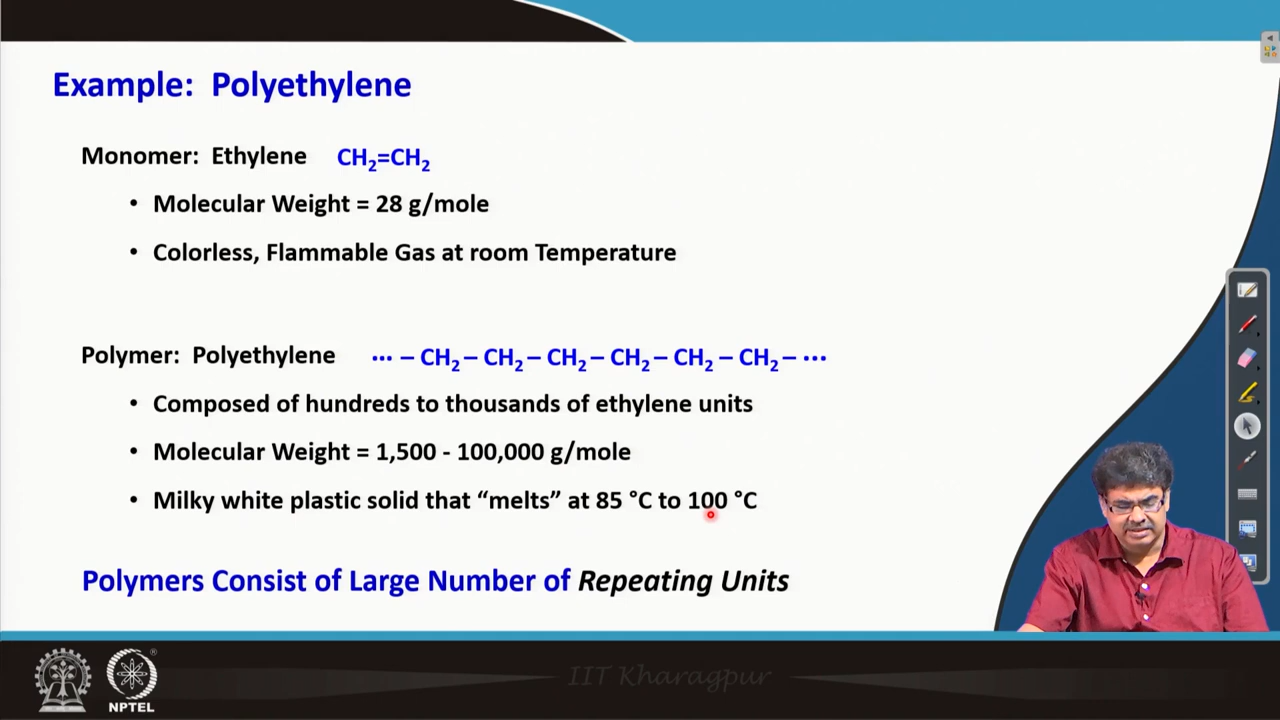 Example: Polyethylene
Monomer: Ethylene CH₂=CH₂
• Molecular Weight = 28 g/mole
• Colorless, Flammable Gas at room Temperature
Polymer: Polyethylene ··· – CH₂ – CH₂ – CH₂ – CH₂ – CH₂ – CH₂ – ···
• Composed of hundreds to thousands of ethylene units
• Molecular Weight = 1,500 - 100,000 g/mole
• Milky white plastic solid that “melts” at 85 °C to 100 °C
Polymers Consist of Large Number of Repeating Units
IIT Kharagpur
®
NPTEL